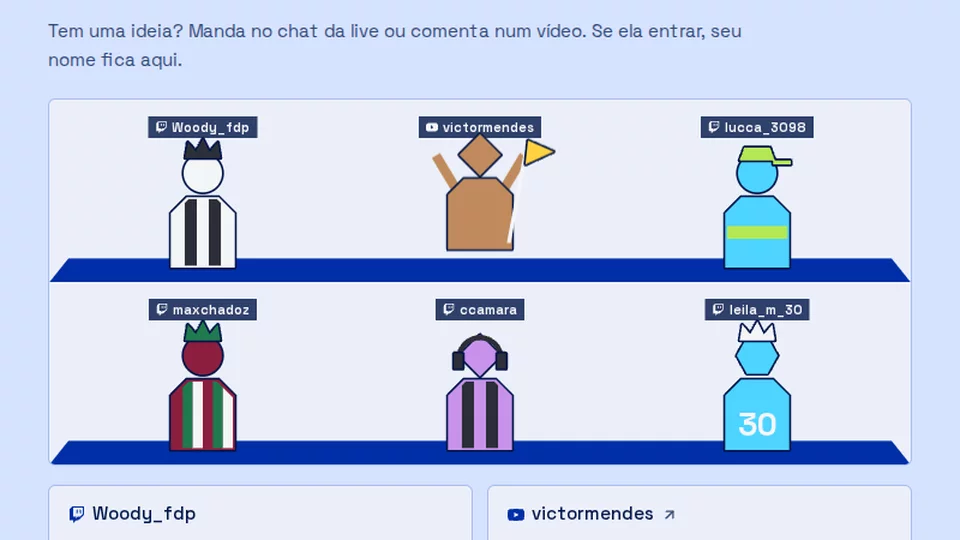 Tem uma ideia? Manda no chat da live ou comenta num vídeo. Se ela entrar, seu
nome fica aqui.
Woody_fdp
victormendes
lucca_3098
maxchadoz
ccamara
leila_m_30
30
Woody_fdp
victormendes